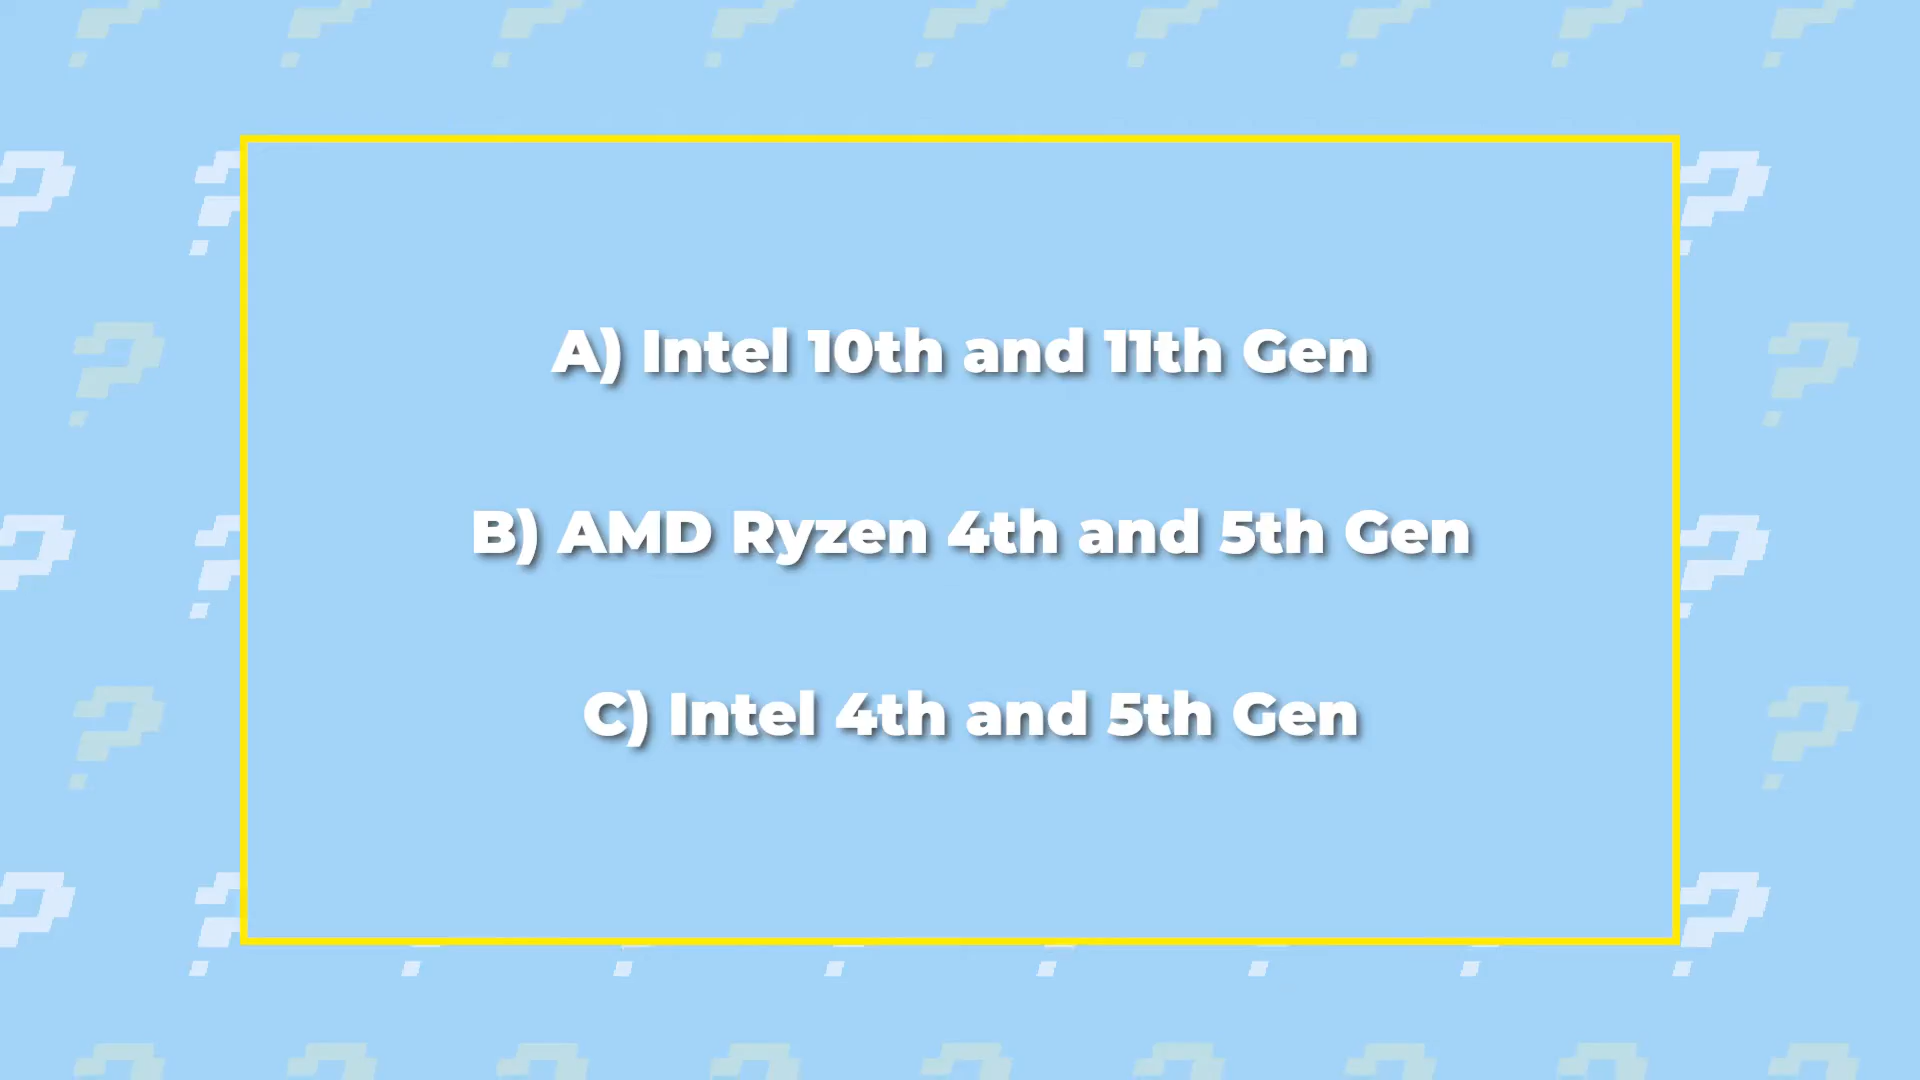 A) Intel 10th and 11th Gen
B) AMD Ryzen 4th and 5th Gen
C) Intel 4th and 5th Gen